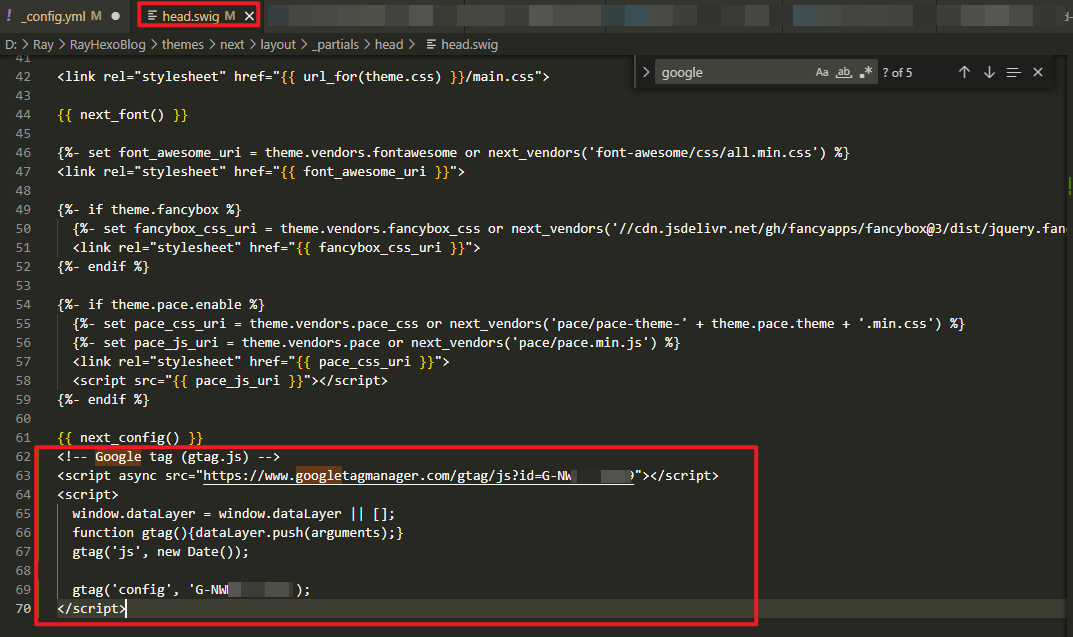 ! _config.yml M ●
head.swig M ×
D: > Ray > RayHexoBlog > themes > next > layout > _partials > head > head.swig
google Aa ab, .* ? of 5
41
42 <link rel="stylesheet" href="{{ url_for(theme.css) }}/main.css">
43
44 {{ next_font() }}
45
46 {%- set font_awesome_uri = theme.vendors.fontawesome or next_vendors('font-awesome/css/all.min.css') %}
47 <link rel="stylesheet" href="{{ font_awesome_uri }}">
48
49 {%- if theme.fancybox %}
50   {%- set fancybox_css_uri = theme.vendors.fancybox_css or next_vendors('//cdn.jsdelivr.net/gh/fancyapps/fancybox@3/dist/jquery.fan
51   <link rel="stylesheet" href="{{ fancybox_css_uri }}">
52 {%- endif %}
53
54 {%- if theme.pace.enable %}
55   {%- set pace_css_uri = theme.vendors.pace_css or next_vendors('pace/pace-theme-' + theme.pace.theme + '.min.css') %}
56   {%- set pace_js_uri = theme.vendors.pace or next_vendors('pace/pace.min.js') %}
57   <link rel="stylesheet" href="{{ pace_css_uri }}">
58   <script src="{{ pace_js_uri }}"></script>
59 {%- endif %}
60
61 {{ next_config() }}
62 <!-- Google tag (gtag.js) -->
63 <script async src="https://www.googletagmanager.com/gtag/js?id=G-NW 9"></script>
64 <script>
65   window.dataLayer = window.dataLayer || [];
66   function gtag(){dataLayer.push(arguments);}
67   gtag('js', new Date());
68
69   gtag('config', 'G-NW );
70 </script>